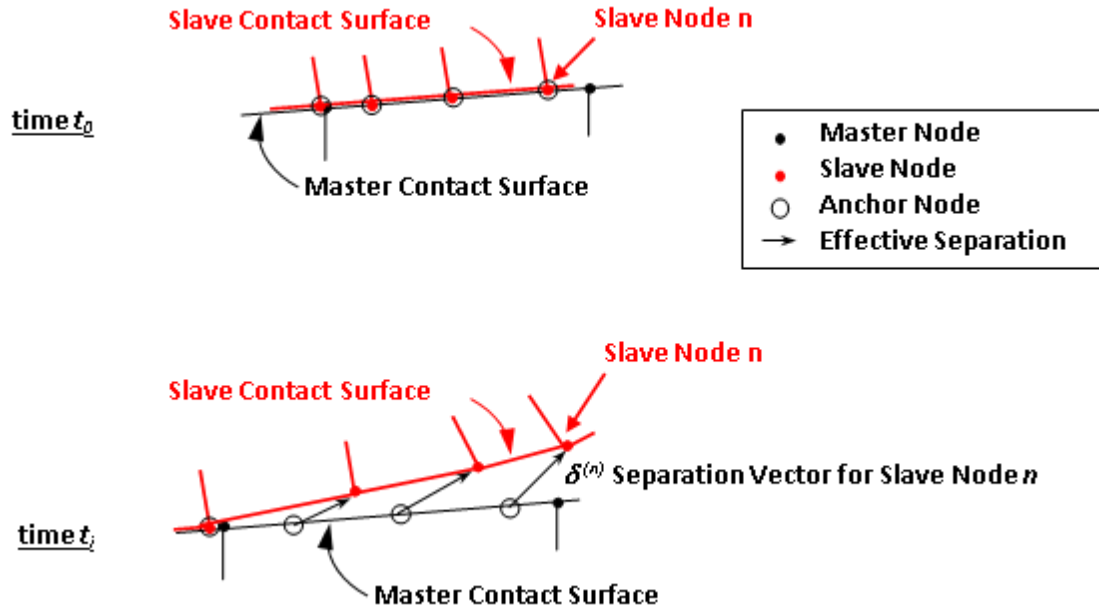 Slave Contact Surface
Slave Node n
time t₀
Master Contact Surface
Master Node
Slave Node
Anchor Node
Effective Separation
Slave Node n
Slave Contact Surface
δ⁽ⁿ⁾ Separation Vector for Slave Node n
time tᵢ
Master Contact Surface